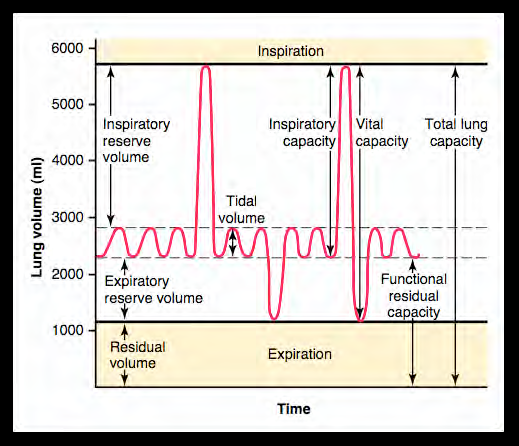 6000
Inspiration
5000
Inspiratory
reserve
volume
Inspiratory
capacity
Vital
capacity
Total lung
capacity
4000
Lung volume (ml)
Tidal
volume
3000
2000
Expiratory
reserve volume
Functional
residual
capacity
1000
Residual
volume
Expiration
Time